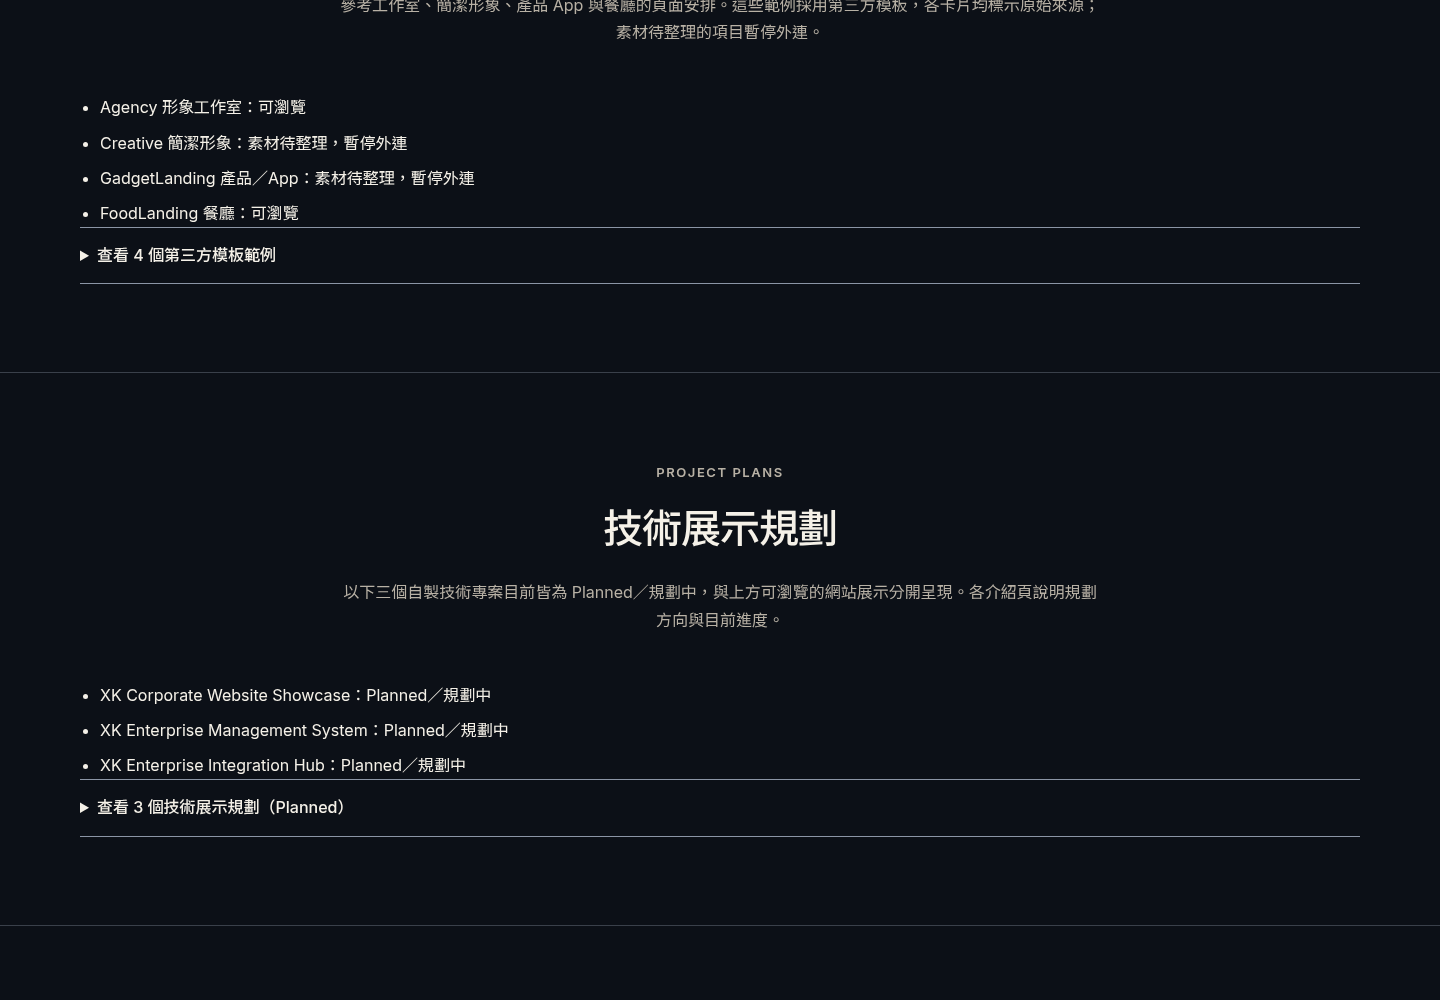 參考工作室、簡潔形象、產品 App 與餐廳的頁面安排。這些範例採用第三方模板，各卡片均標示原始來源；
素材待整理的項目暫停外連。
• Agency 形象工作室：可瀏覽
• Creative 簡潔形象：素材待整理，暫停外連
• GadgetLanding 產品／App：素材待整理，暫停外連
• FoodLanding 餐廳：可瀏覽
▶ 查看 4 個第三方模板範例
PROJECT PLANS
技術展示規劃
以下三個自製技術專案目前皆為 Planned／規劃中，與上方可瀏覽的網站展示分開呈現。各介紹頁說明規劃
方向與目前進度。
• XK Corporate Website Showcase：Planned／規劃中
• XK Enterprise Management System：Planned／規劃中
• XK Enterprise Integration Hub：Planned／規劃中
▶ 查看 3 個技術展示規劃（Planned）